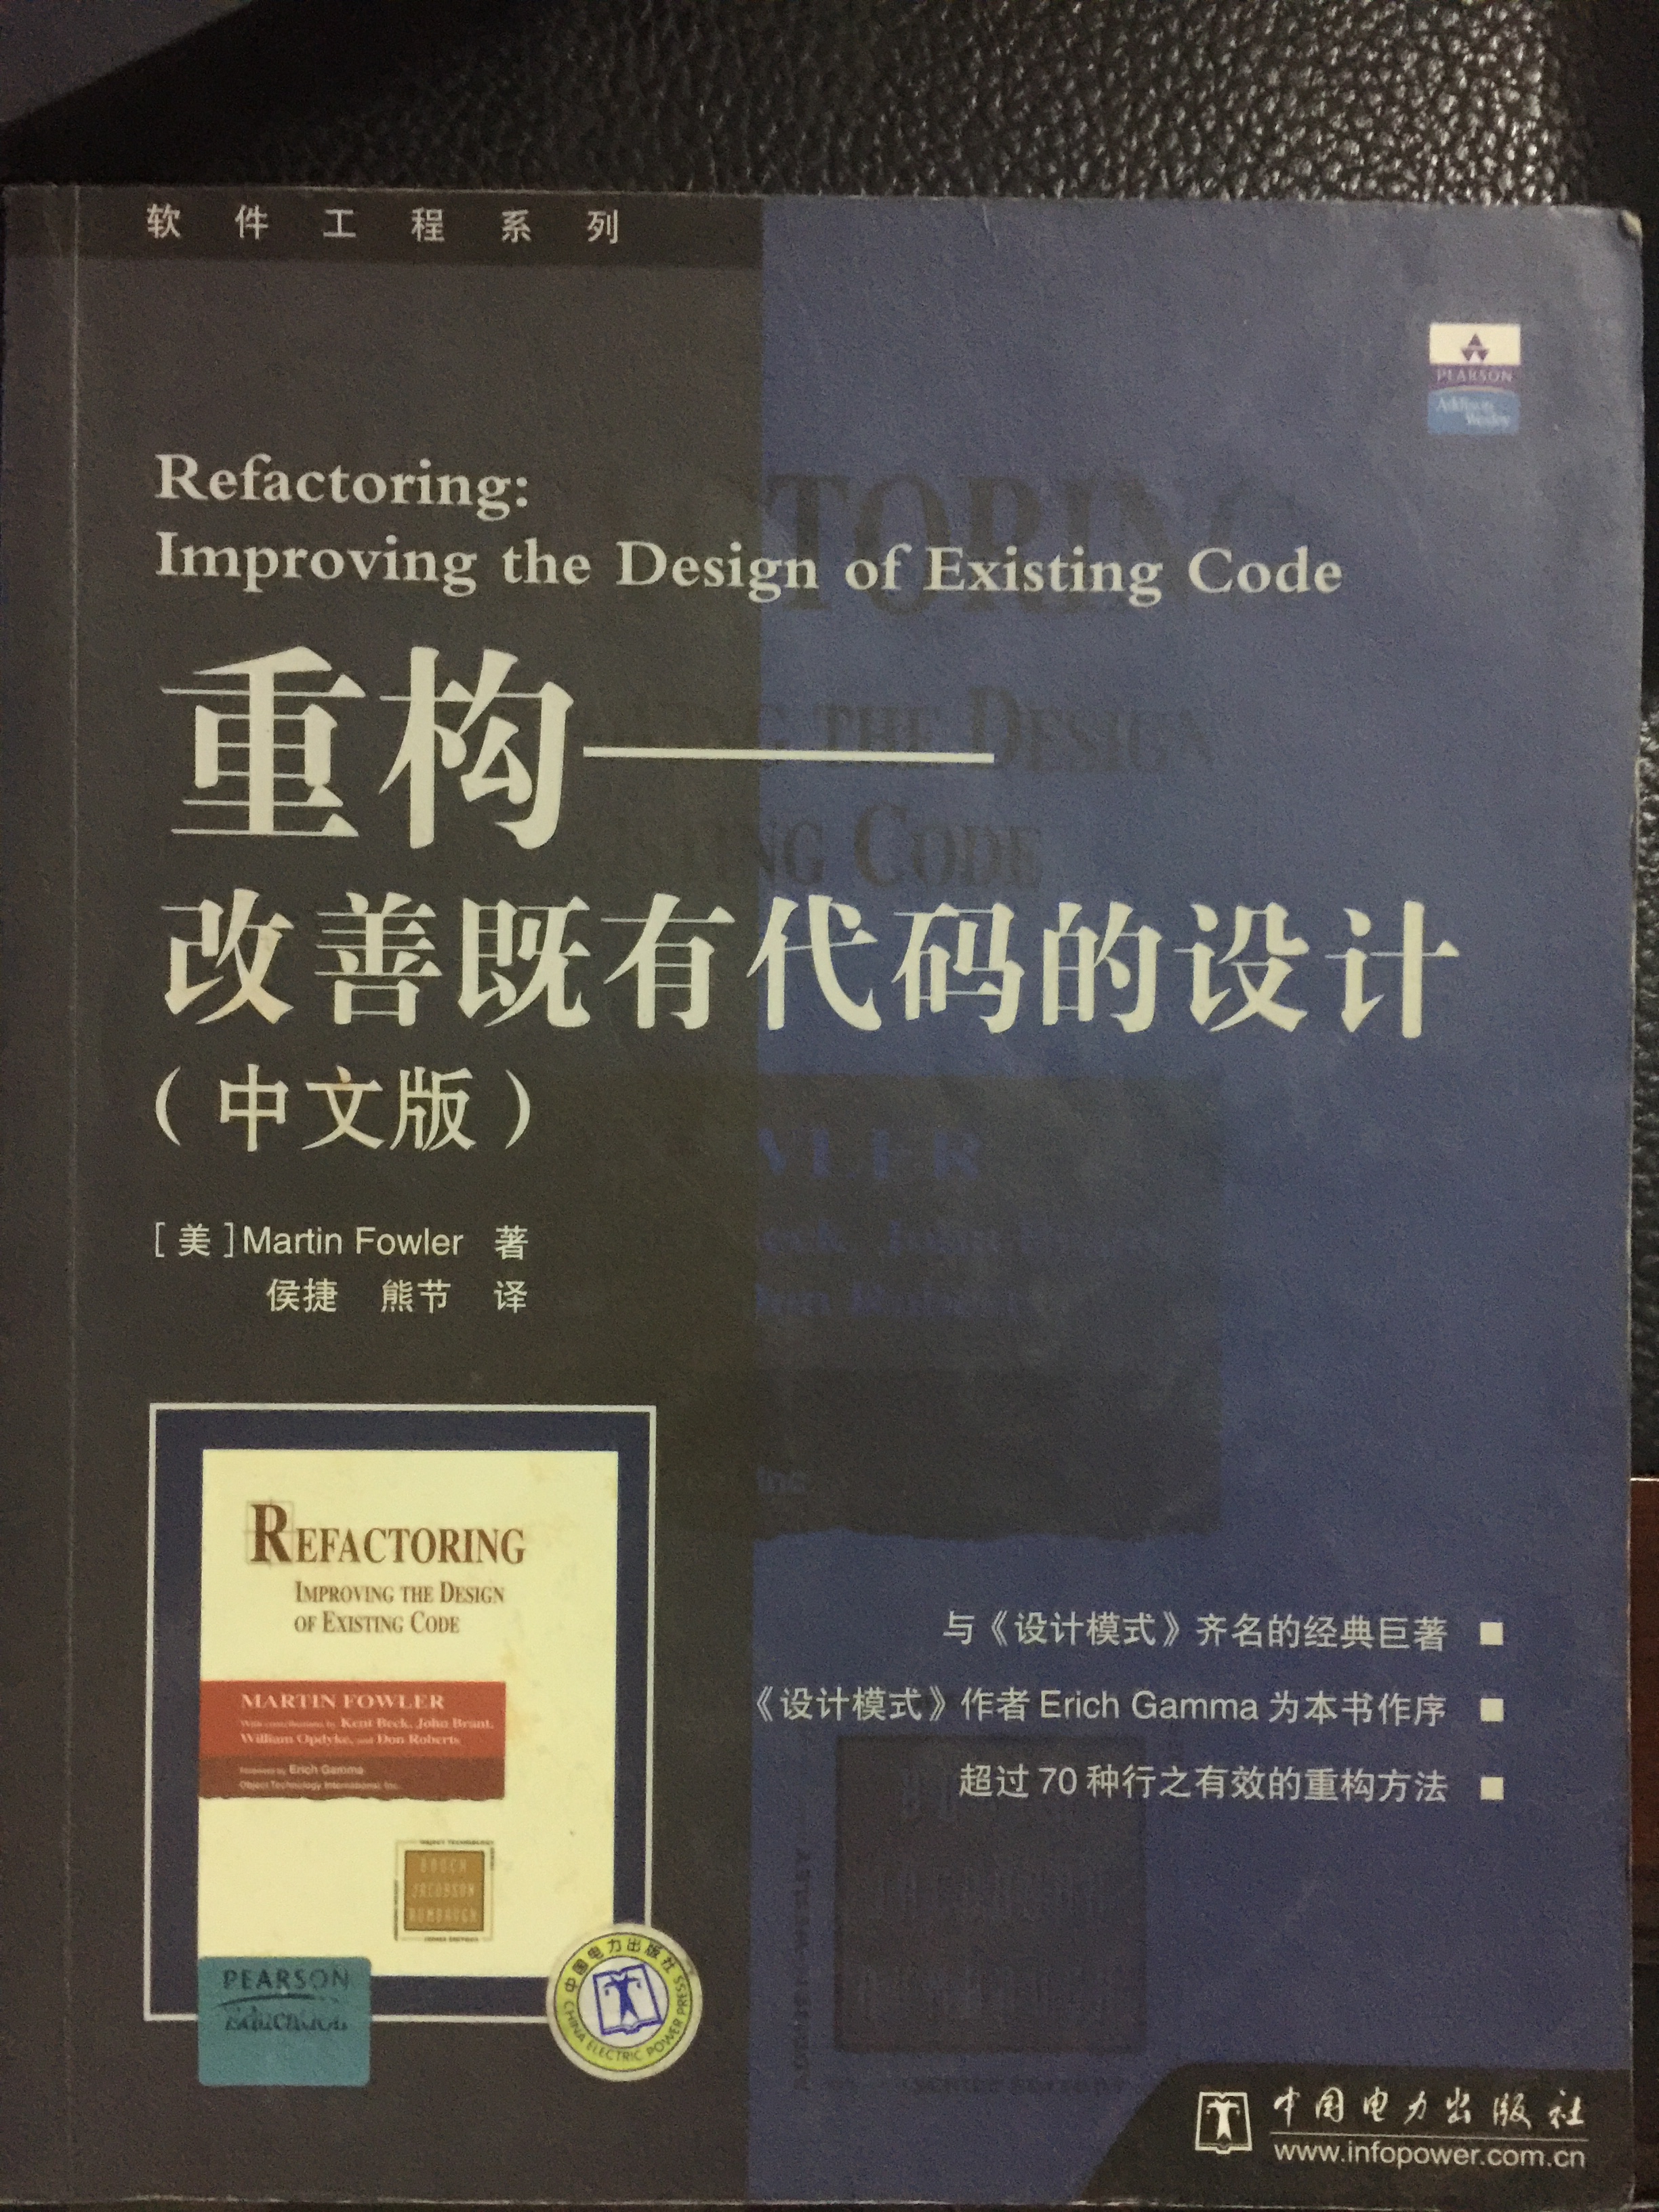 软件工程系列
PEARSON
Addison
Wesley
Refactoring:
Improving the Design of Existing Code
重构——
改善既有代码的设计
(中文版)
[美]Martin Fowler 著
侯捷 熊节 译
REFACTORING
IMPROVING THE DESIGN
OF EXISTING CODE
MARTIN FOWLER
With contributions by Kent Beck, John Brant,
William Opdyke, and Don Roberts
Foreword by Erich Gamma
Object Technology International, Inc.
BOOCH
JACOBSON
RUMBAUGH
PEARSON
Education
中国电力出版社
CHINA ELECTRIC POWER PRESS
与《设计模式》齐名的经典巨著
《设计模式》作者 Erich Gamma 为本书作序
超过 70 种行之有效的重构方法
中国电力出版社
www.infopower.com.cn